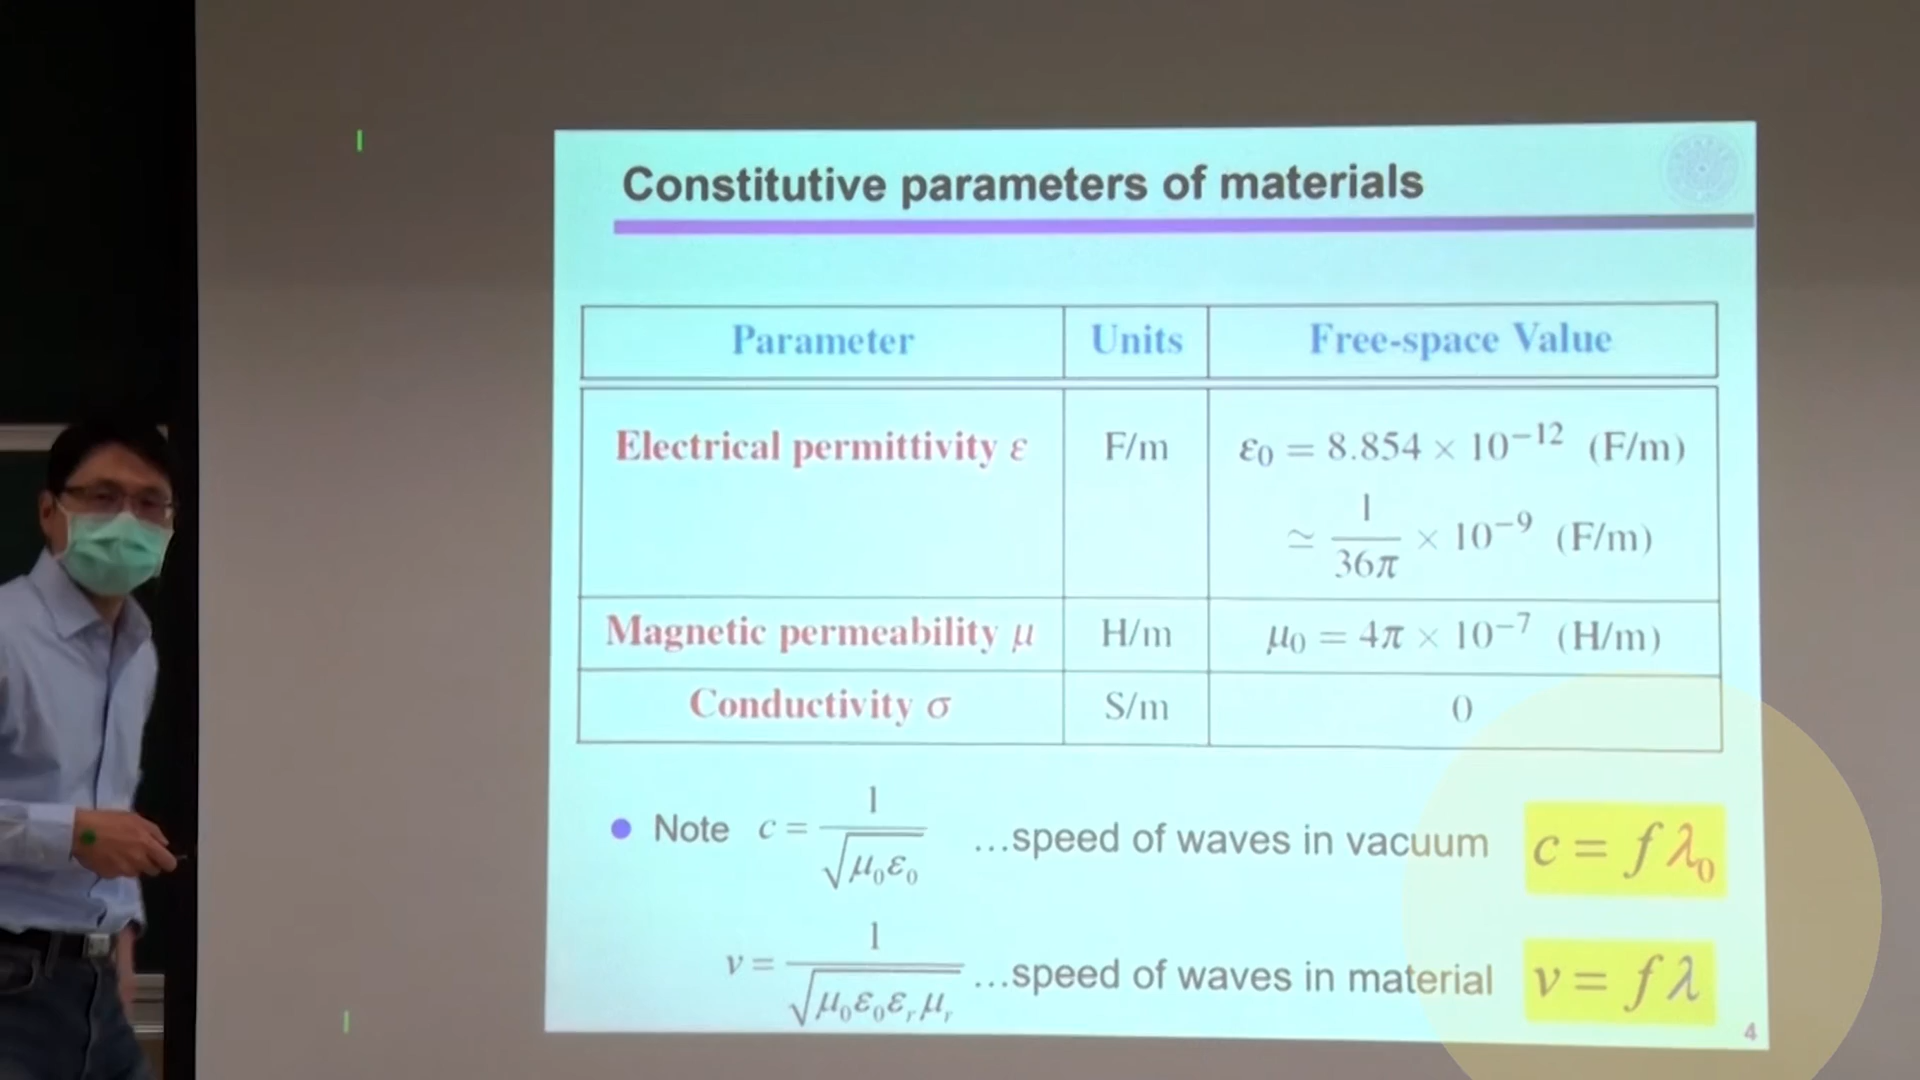 Constitutive parameters of materials
Parameter Units Free-space Value
Electrical permittivity ε F/m ε₀ = 8.854 × 10⁻¹² (F/m)
≃ 1/36π × 10⁻⁹ (F/m)
Magnetic permeability μ H/m μ₀ = 4π × 10⁻⁷ (H/m)
Conductivity σ S/m 0
Note c = 1/√μ₀ε₀ ...speed of waves in vacuum c = fλ₀
v = 1/√μ₀ε₀εᵣμᵣ ...speed of waves in material v = fλ
4